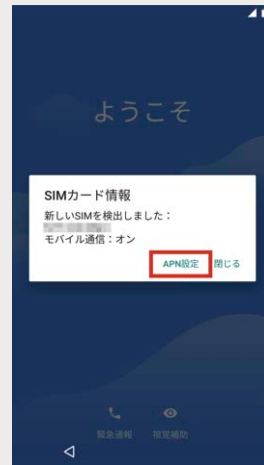 ようこそ
SIMカード情報
新しいSIMを検出しました：
モバイル通信：オン
APN設定 閉じる
緊急通報 視覚補助